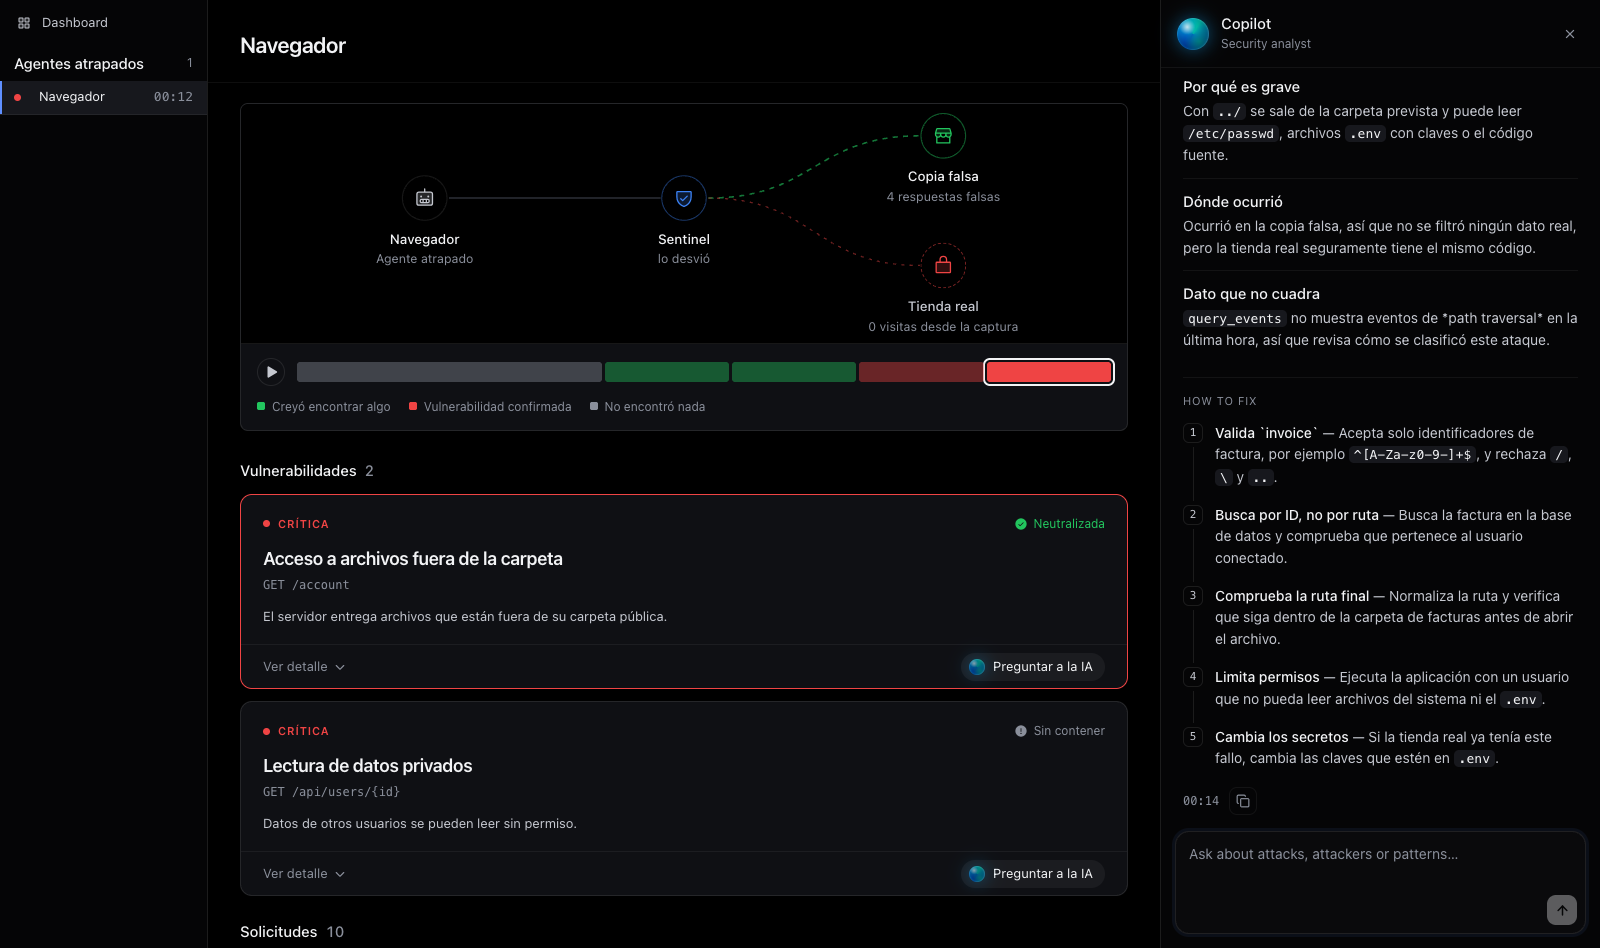 Dashboard
Agentes atrapados 1
Navegador 00:12
Navegador
Navegador
Agente atrapado
Sentinel
lo desvió
Copia falsa
4 respuestas falsas
Tienda real
0 visitas desde la captura
Creyó encontrar algo
Vulnerabilidad confirmada
No encontró nada
Vulnerabilidades 2
CRÍTICA
Neutralizada
Acceso a archivos fuera de la carpeta
GET /account
El servidor entrega archivos que están fuera de su carpeta pública.
Ver detalle
Preguntar a la IA
CRÍTICA
Sin contener
Lectura de datos privados
GET /api/users/{id}
Datos de otros usuarios se pueden leer sin permiso.
Ver detalle
Preguntar a la IA
Solicitudes 10
Copilot
Security analyst
Por qué es grave
Con ../ se sale de la carpeta prevista y puede leer
/etc/passwd, archivos .env con claves o el código
fuente.
Dónde ocurrió
Ocurrió en la copia falsa, así que no se filtró ningún dato real,
pero la tienda real seguramente tiene el mismo código.
Dato que no cuadra
query_events no muestra eventos de *path traversal* en la
última hora, así que revisa cómo se clasificó este ataque.
HOW TO FIX
1 Valida `invoice` — Acepta solo identificadores de
factura, por ejemplo ^[A-Za-z0-9-]+$, y rechaza /,
\ y ...
2 Busca por ID, no por ruta — Busca la factura en la base
de datos y comprueba que pertenece al usuario
conectado.
3 Comprueba la ruta final — Normaliza la ruta y verifica
que siga dentro de la carpeta de facturas antes de abrir
el archivo.
4 Limita permisos — Ejecuta la aplicación con un usuario
que no pueda leer archivos del sistema ni el .env.
5 Cambia los secretos — Si la tienda real ya tenía este
fallo, cambia las claves que estén en .env.
00:14
Ask about attacks, attackers or patterns...